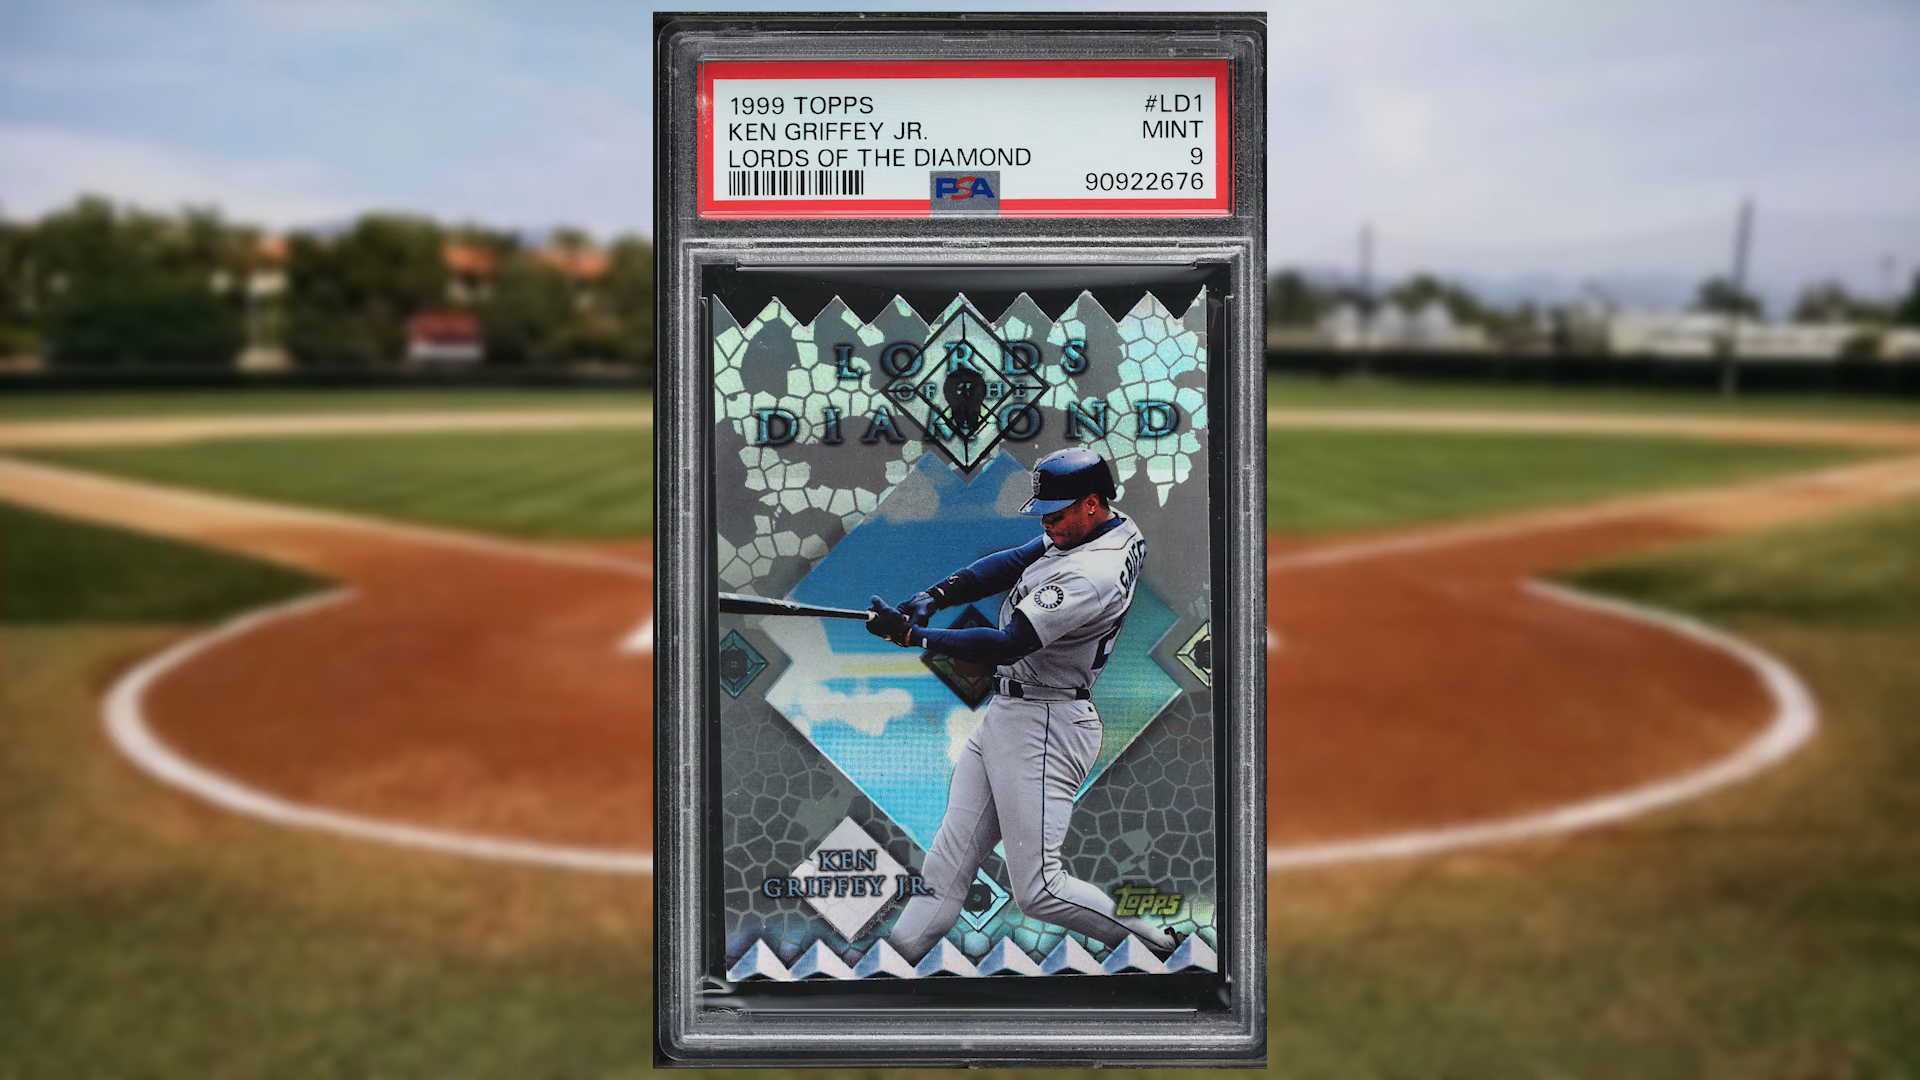 1999 TOPPS #LD1
KEN GRIFFEY JR. MINT
LORDS OF THE DIAMOND 9
PSA 90922676
LORDS
OF THE
DIAMOND
KEN
GRIFFEY JR.
Topps